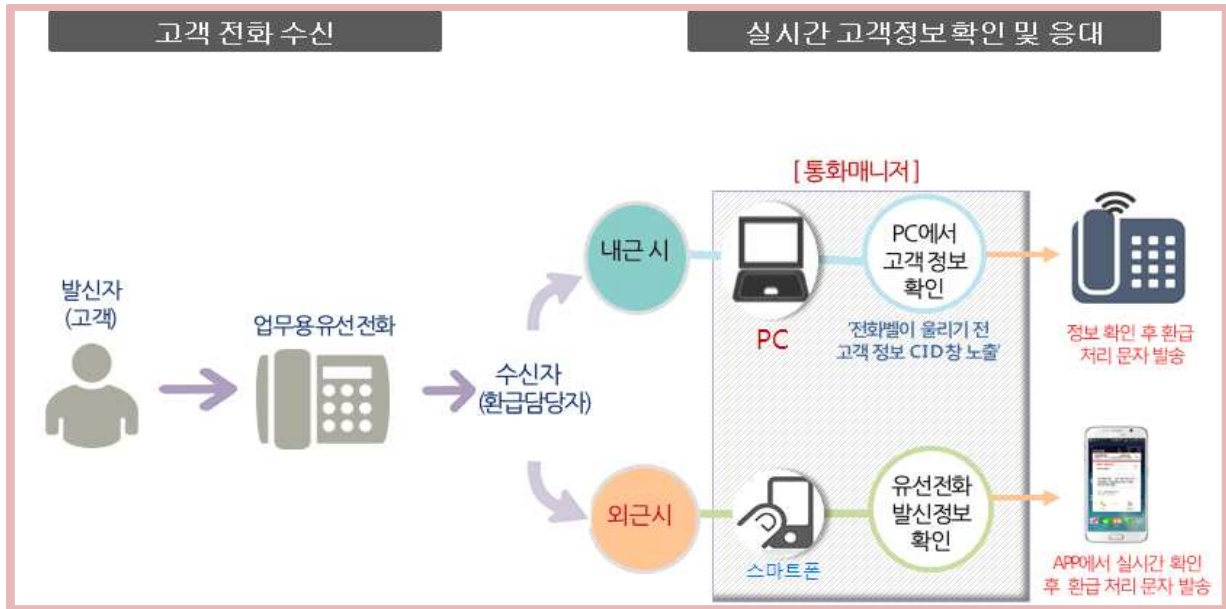 고객 전화 수신
실시간 고객정보 확인 및 응대
발신자
(고객)
업무용 유선 전화
수신자
(환급담당자)
[통화매니저]
내근 시
PC
PC에서
고객 정보
확인
'전화벨이 울리기 전
고객 정보 CID 창 노출'
정보 확인 후 환급
처리 문자 발송
외근시
스마트폰
유선전화
발신정보
확인
APP에서 실시간 확인
후 환급 처리 문자 발송